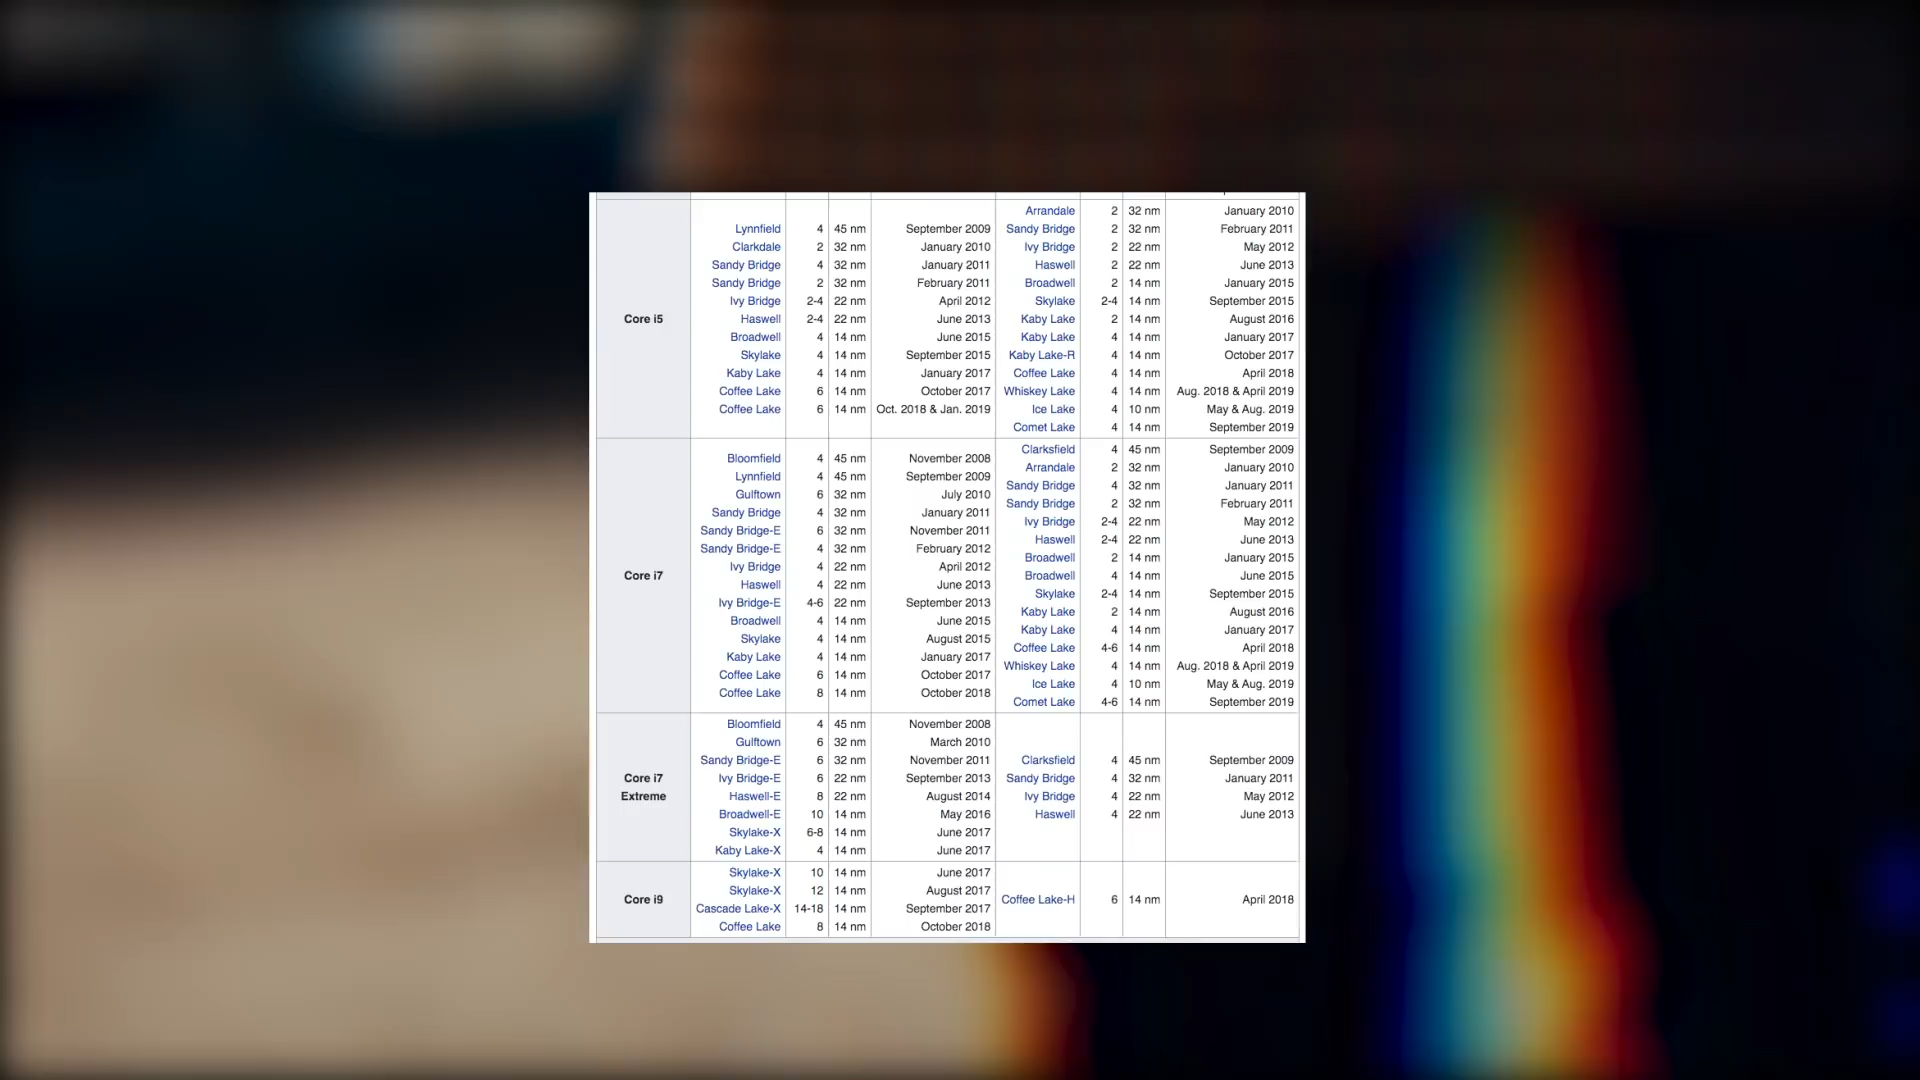 Core i5
Lynnfield 4 45 nm September 2009
Clarkdale 2 32 nm January 2010
Sandy Bridge 4 32 nm January 2011
Sandy Bridge 2 32 nm February 2011
Ivy Bridge 2-4 22 nm April 2012
Haswell 2-4 22 nm June 2013
Broadwell 4 14 nm June 2015
Skylake 4 14 nm September 2015
Kaby Lake 4 14 nm January 2017
Coffee Lake 6 14 nm October 2017
Coffee Lake 6 14 nm Oct. 2018 & Jan. 2019
Arrandale 2 32 nm January 2010
Sandy Bridge 2 32 nm February 2011
Ivy Bridge 2 22 nm May 2012
Haswell 2 22 nm June 2013
Broadwell 2 14 nm January 2015
Skylake 2-4 14 nm September 2015
Kaby Lake 2 14 nm August 2016
Kaby Lake 4 14 nm January 2017
Kaby Lake-R 4 14 nm October 2017
Coffee Lake 4 14 nm April 2018
Whiskey Lake 4 14 nm Aug. 2018 & April 2019
Ice Lake 4 10 nm May & Aug. 2019
Comet Lake 4 14 nm September 2019
Core i7
Bloomfield 4 45 nm November 2008
Lynnfield 4 45 nm September 2009
Gulftown 6 32 nm July 2010
Sandy Bridge 4 32 nm January 2011
Sandy Bridge-E 6 32 nm November 2011
Sandy Bridge-E 4 32 nm February 2012
Ivy Bridge 4 22 nm April 2012
Haswell 4 22 nm June 2013
Ivy Bridge-E 4-6 22 nm September 2013
Broadwell 4 14 nm June 2015
Skylake 4 14 nm August 2015
Kaby Lake 4 14 nm January 2017
Coffee Lake 6 14 nm October 2017
Coffee Lake 8 14 nm October 2018
Clarksfield 4 45 nm September 2009
Arrandale 2 32 nm January 2010
Sandy Bridge 4 32 nm January 2011
Sandy Bridge 2 32 nm February 2011
Ivy Bridge 2-4 22 nm May 2012
Haswell 2-4 22 nm June 2013
Broadwell 2 14 nm January 2015
Broadwell 4 14 nm June 2015
Skylake 2-4 14 nm September 2015
Kaby Lake 2 14 nm August 2016
Kaby Lake 4 14 nm January 2017
Coffee Lake 4-6 14 nm April 2018
Whiskey Lake 4 14 nm Aug. 2018 & April 2019
Ice Lake 4 10 nm May & Aug. 2019
Comet Lake 4-6 14 nm September 2019
Core i7
Extreme
Bloomfield 4 45 nm November 2008
Gulftown 6 32 nm March 2010
Sandy Bridge-E 6 32 nm November 2011
Ivy Bridge-E 6 22 nm September 2013
Haswell-E 8 22 nm August 2014
Broadwell-E 10 14 nm May 2016
Skylake-X 6-8 14 nm June 2017
Kaby Lake-X 4 14 nm June 2017
Clarksfield 4 45 nm September 2009
Sandy Bridge 4 32 nm January 2011
Ivy Bridge 4 22 nm May 2012
Haswell 4 22 nm June 2013
Core i9
Skylake-X 10 14 nm June 2017
Skylake-X 12 14 nm August 2017
Cascade Lake-X 14-18 14 nm September 2017
Coffee Lake 8 14 nm October 2018
Coffee Lake-H 6 14 nm April 2018